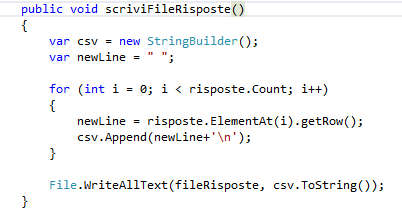 public void scriviFileRisposte()
{
var csv = new StringBuilder();
var newLine = " ";
for (int i = 0; i < risposte.Count; i++)
{
newLine = risposte.ElementAt(i).getRow();
csv.Append(newLine+'\n');
}
File.WriteAllText(fileRisposte, csv.ToString());
}